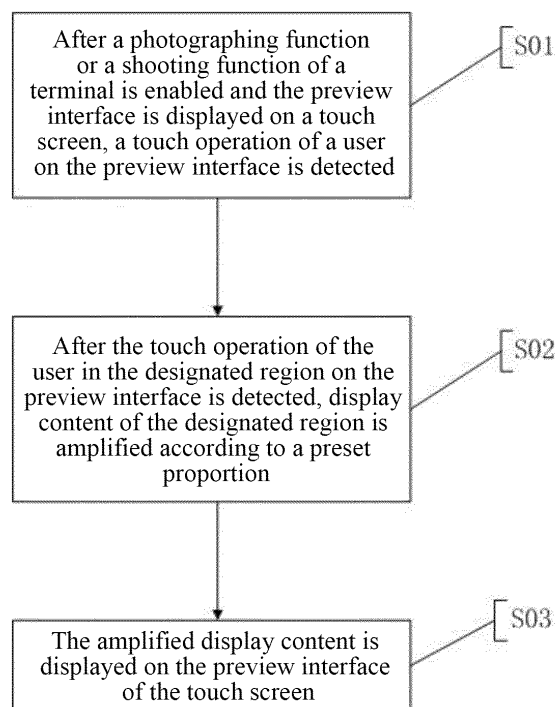 After a photographing function
or a shooting function of a
terminal is enabled and the preview
interface is displayed on a touch
screen, a touch operation of a user
on the preview interface is detected
S01
After the touch operation of the
user in the designated region on the
preview interface is detected, display
content of the designated region is
amplified according to a preset
proportion
S02
The amplified display content is
displayed on the preview interface
of the touch screen
S03